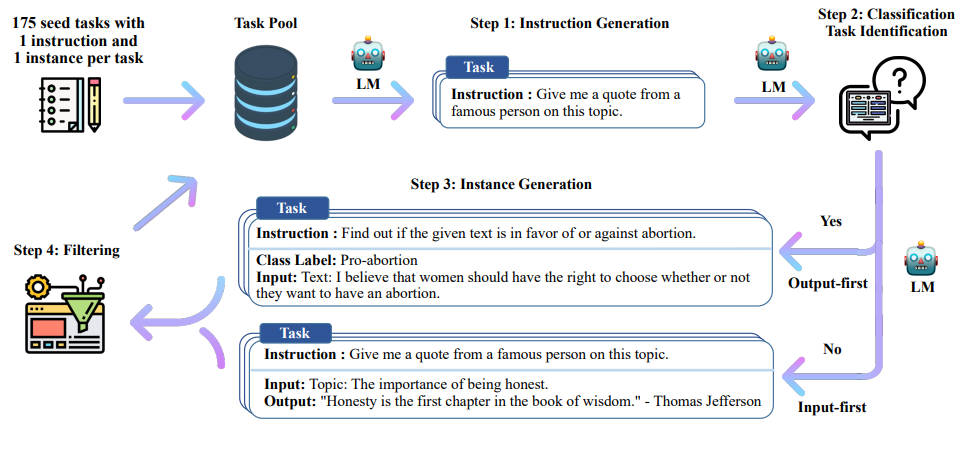 175 seed tasks with
1 instruction and
1 instance per task
Task Pool
Step 1: Instruction Generation
Step 2: Classification
Task Identification
LM
Task
Instruction : Give me a quote from a
famous person on this topic.
LM
Step 3: Instance Generation
Task
Instruction : Find out if the given text is in favor of or against abortion.
Class Label: Pro-abortion
Input: Text: I believe that women should have the right to choose whether or not
they want to have an abortion.
Yes
Output-first
LM
Step 4: Filtering
Task
Instruction : Give me a quote from a famous person on this topic.
Input: Topic: The importance of being honest.
Output: "Honesty is the first chapter in the book of wisdom." - Thomas Jefferson
No
Input-first